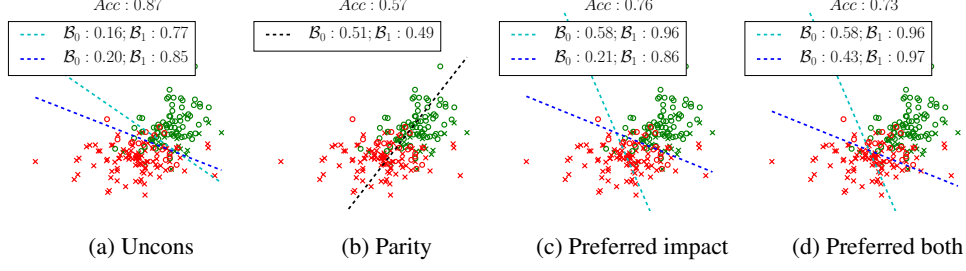 Acc : 0.87
B₀ : 0.16; B₁ : 0.77
B₀ : 0.20; B₁ : 0.85
(a) Uncons
Acc : 0.57
B₀ : 0.51; B₁ : 0.49
(b) Parity
Acc : 0.76
B₀ : 0.58; B₁ : 0.96
B₀ : 0.21; B₁ : 0.86
(c) Preferred impact
Acc : 0.73
B₀ : 0.58; B₁ : 0.96
B₀ : 0.43; B₁ : 0.97
(d) Preferred both